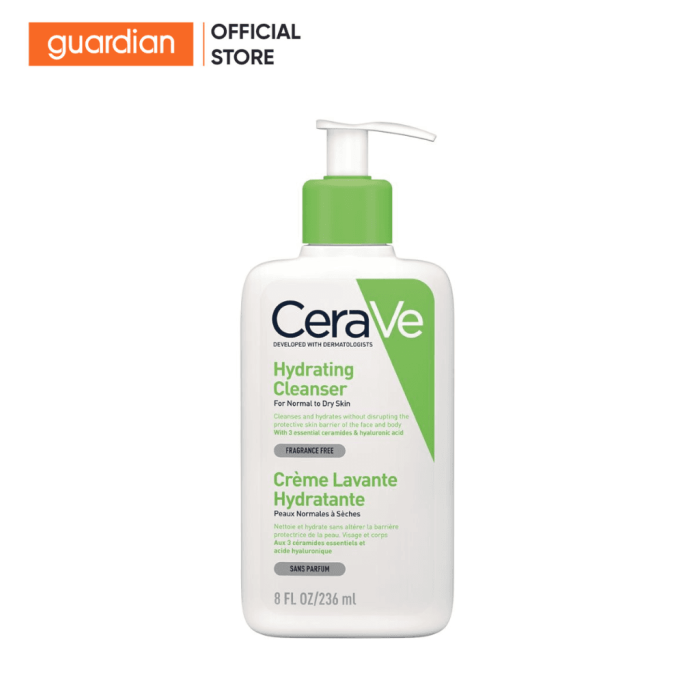 guardian
OFFICIAL
STORE
CeraVe
DEVELOPED WITH DERMATOLOGISTS
Hydrating
Cleanser
For Normal to Dry Skin
Cleanses and hydrates without disrupting the
protective skin barrier of the face and body
With 3 essential ceramides & hyaluronic acid
FRAGRANCE FREE
Crème Lavante
Hydratante
Peaux Normales à Sèches
Nettoie et hydrate sans altérer la barrière
protectrice de la peau. Visage et corps
Aux 3 céramides essentiels et
acide hyaluronique
SANS PARFUM
8 FL OZ/236 ml